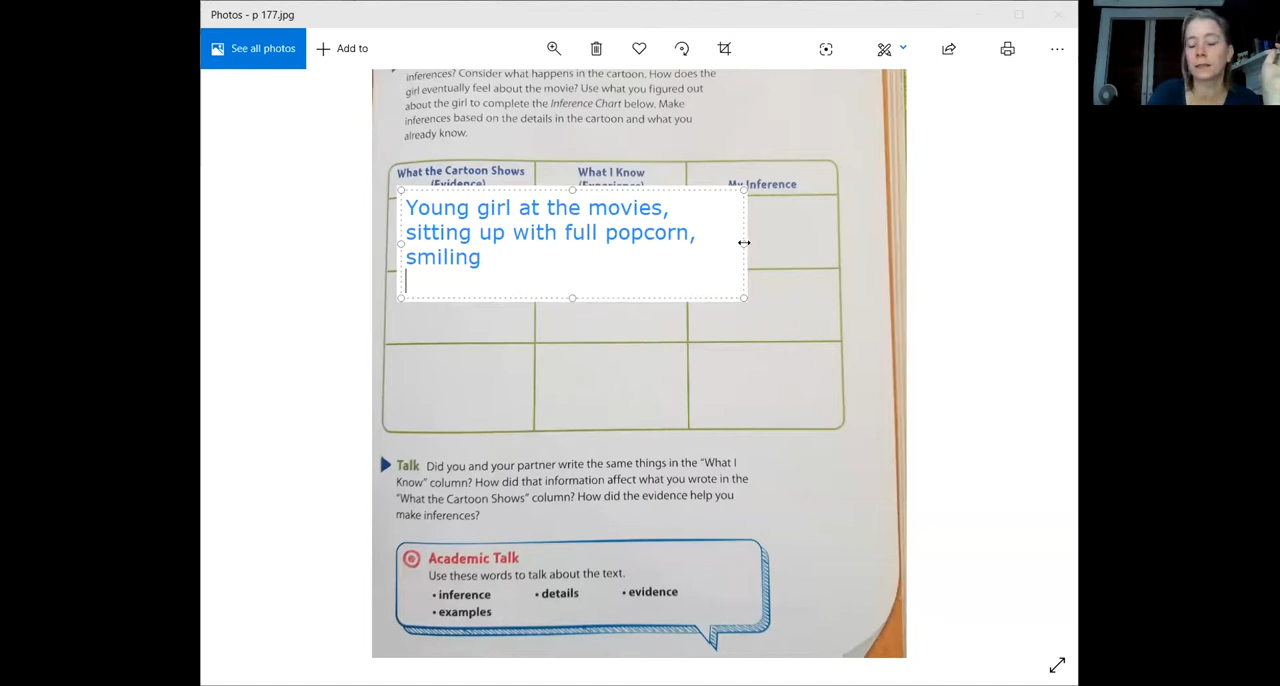 Photos - p 177.jpg
See all photos
Add to
inferences? Consider what happens in the cartoon. How does the
girl eventually feel about the movie? Use what you figured out
about the girl to complete the Inference Chart below. Make
inferences based on the details in the cartoon and what you
already know.
What the Cartoon Shows
(Evidence)
What I Know
(Experience)
My Inference
Young girl at the movies,
sitting up with full popcorn,
smiling
Talk Did you and your partner write the same things in the "What I
Know" column? How did that information affect what you wrote in the
"What the Cartoon Shows" column? How did the evidence help you
make inferences?
Academic Talk
Use these words to talk about the text.
• inference • details • evidence
• examples